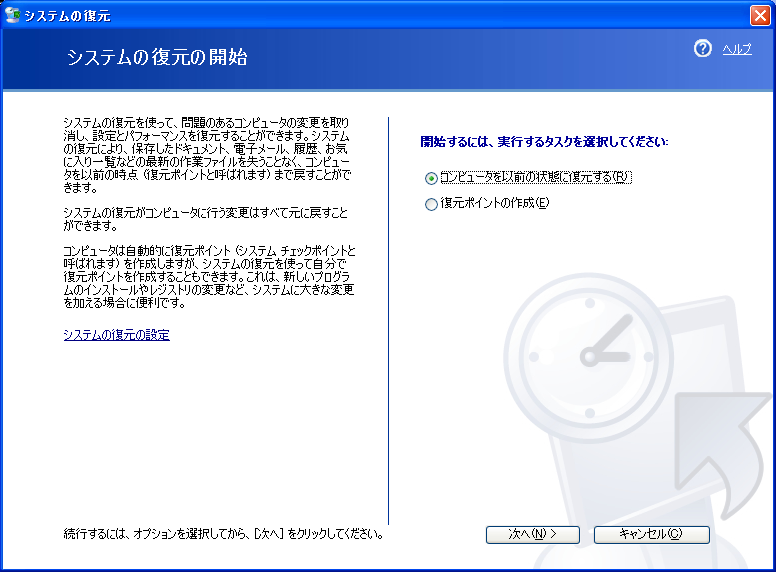 システムの復元
システムの復元の開始
ヘルプ
システムの復元を使って、問題のあるコンピュータの変更を取り
消し、設定とパフォーマンスを復元することができます。システム
の復元により、保存したドキュメント、電子メール、履歴、お気
に入り一覧などの最新の作業ファイルを失うことなく、コンピュー
タを以前の時点 (復元ポイントと呼ばれます) まで戻すことがで
きます。
システムの復元がコンピュータに行う変更はすべて元に戻すこと
ができます。
コンピュータは自動的に復元ポイント (システム チェックポイントと
呼ばれます) を作成しますが、システムの復元を使って自分で
復元ポイントを作成することもできます。これは、新しいプログラ
ムのインストールやレジストリの変更など、システムに大きな変更
を加える場合に便利です。
システムの復元の設定
開始するには、実行するタスクを選択してください:
コンピュータを以前の状態に復元する(R)
復元ポイントの作成(E)
続行するには、オプションを選択してから、[次へ] をクリックしてください。
次へ(N) >
キャンセル(C)